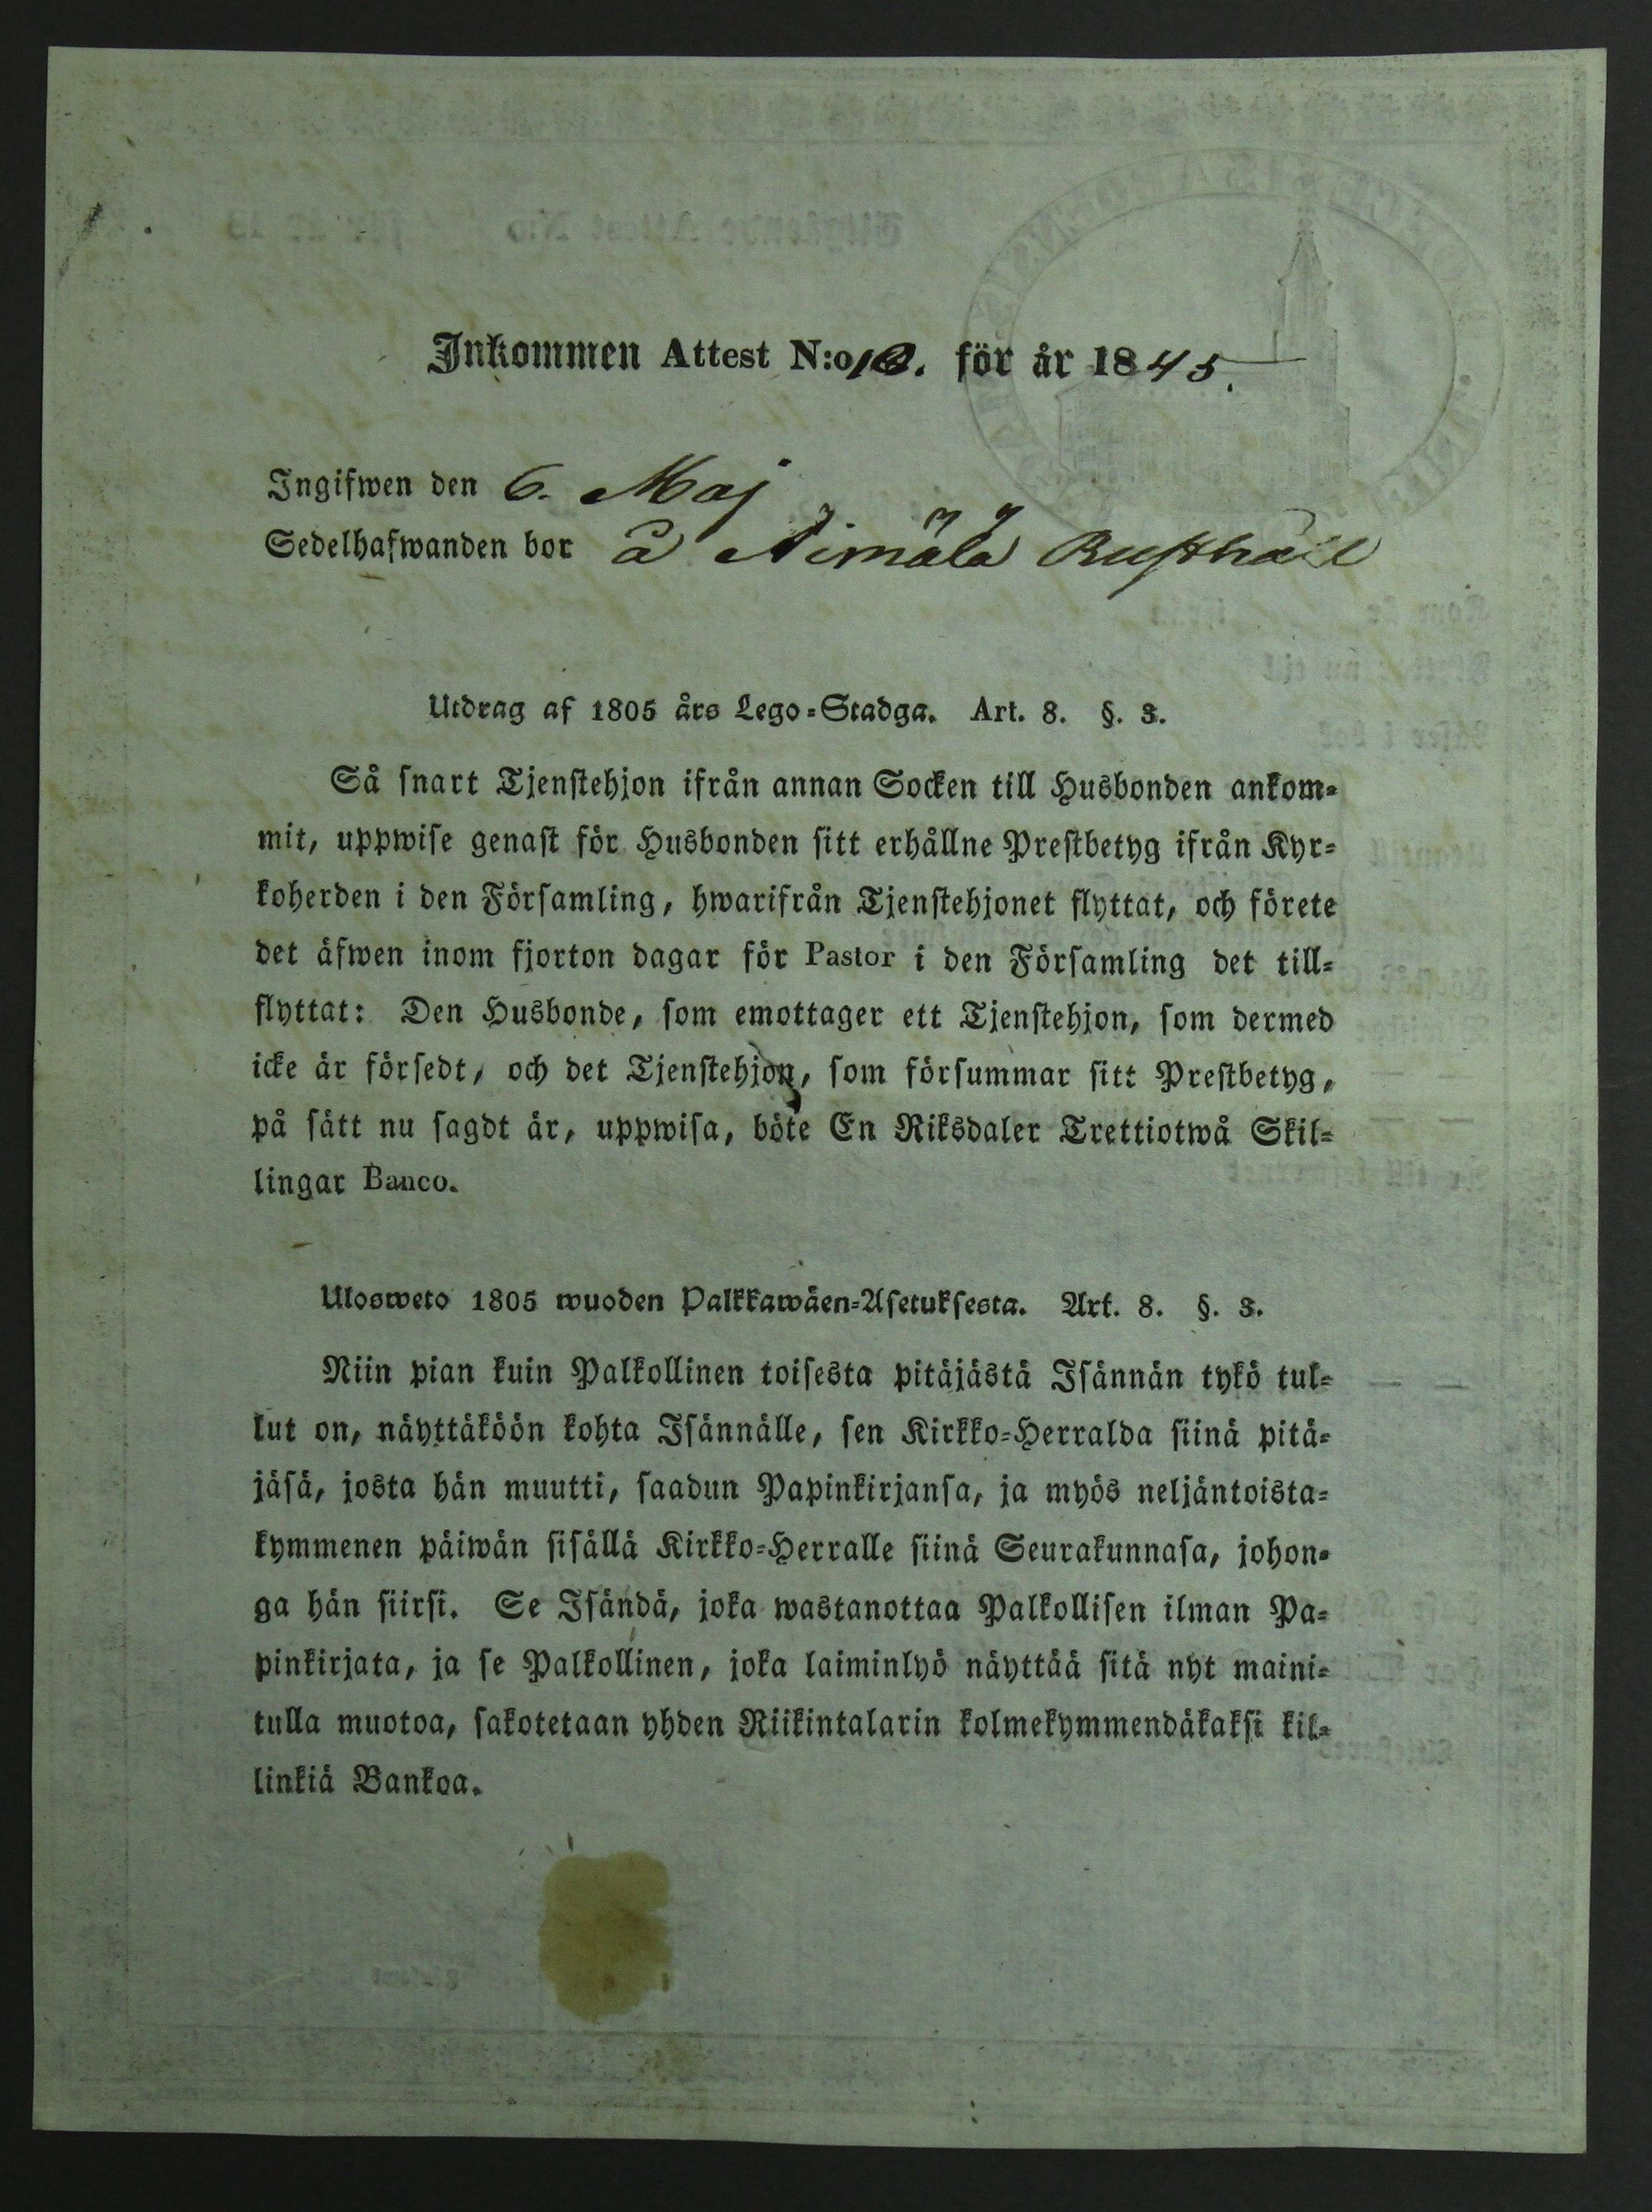 Inkommen Attest N:o 18. för år 1845.
Ingifwen den 6. Maj
Sedelhafwanden bor å Nimälä Rusthåll
Utdrag af 1805 års Lego=Stadga. Art. 8. §. 3.
Så snart Tjenstehjon ifrån annan Socken till Husbonden ankom=
mit, uppwise genast för Husbonden sitt erhållne Prestbetyg ifrån Kyr=
koherden i den Församling, hwarifrån Tjenstehjonet flyttat, och förete
det äfwen inom fjorton dagar för Pastor i den Församling det till=
flyttat: Den Husbonde, som emottager ett Tjenstehjon, som dermed
icke är försedt, och det Tjenstehjon, som försummar sitt Prestbetyg,
på sätt nu sagdt är, uppwisa, böte En Riksdaler Trettiotwå Skil=
lingar Banco.
Ulosweto 1805 wuoden Palkkawäen=Asetuksesta. Art. 8. §. 3.
Niin pian kuin Palkollinen toisesta pitäjästä Isännän tykö tul=
lut on, näyttäköön kohta Isännälle, sen Kirkko=Herralda siinä pitä=
jäsä, josta hän muutti, saadun Papinkirjansa, ja myös neljäntoista=
kymmenen päiwän sisällä Kirkko=Herralle siinä Seurakunnasa, johon=
ga hän siirsi. Se Isändä, joka wastanottaa Palkollisen ilman Pa=
pinkirjata, ja se Palkollinen, joka laiminlyö näyttää sitä nyt maini=
tulla muotoa, sakotetaan yhden Riikintalarin kolmekymmendäkaksi kil=
linkiä Bankoa.